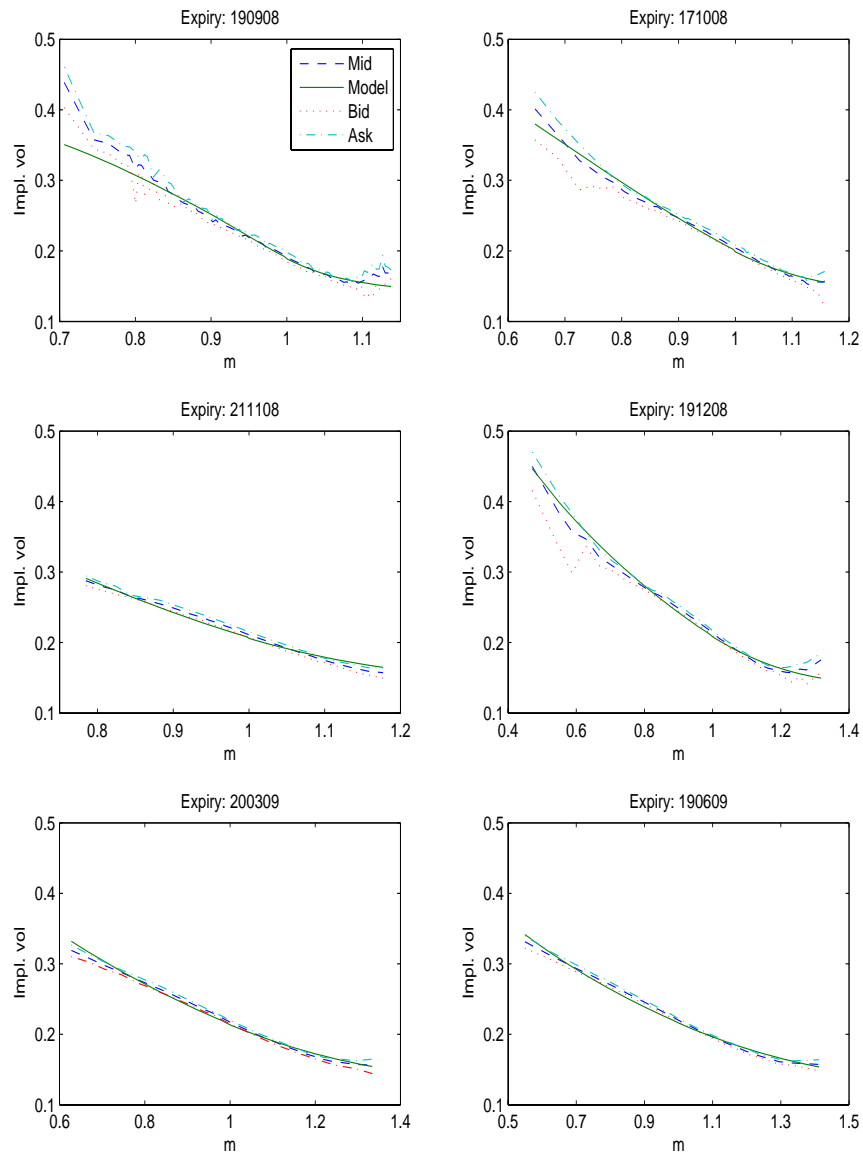 Expiry: 190908
0.5
0.4
0.3
0.2
0.1
Impl. vol
Mid
Model
Bid
Ask
0.7 0.8 0.9 1 1.1
m
Expiry: 171008
0.5
0.4
0.3
0.2
0.1
Impl. vol
0.6 0.7 0.8 0.9 1 1.1 1.2
m
Expiry: 211108
0.5
0.4
0.3
0.2
0.1
Impl. vol
0.8 0.9 1 1.1 1.2
m
Expiry: 191208
0.5
0.4
0.3
0.2
0.1
Impl. vol
0.4 0.6 0.8 1 1.2 1.4
m
Expiry: 200309
0.5
0.4
0.3
0.2
0.1
Impl. vol
0.6 0.8 1 1.2 1.4
m
Expiry: 190609
0.5
0.4
0.3
0.2
0.1
Impl. vol
0.5 0.7 0.9 1.1 1.3 1.5
m